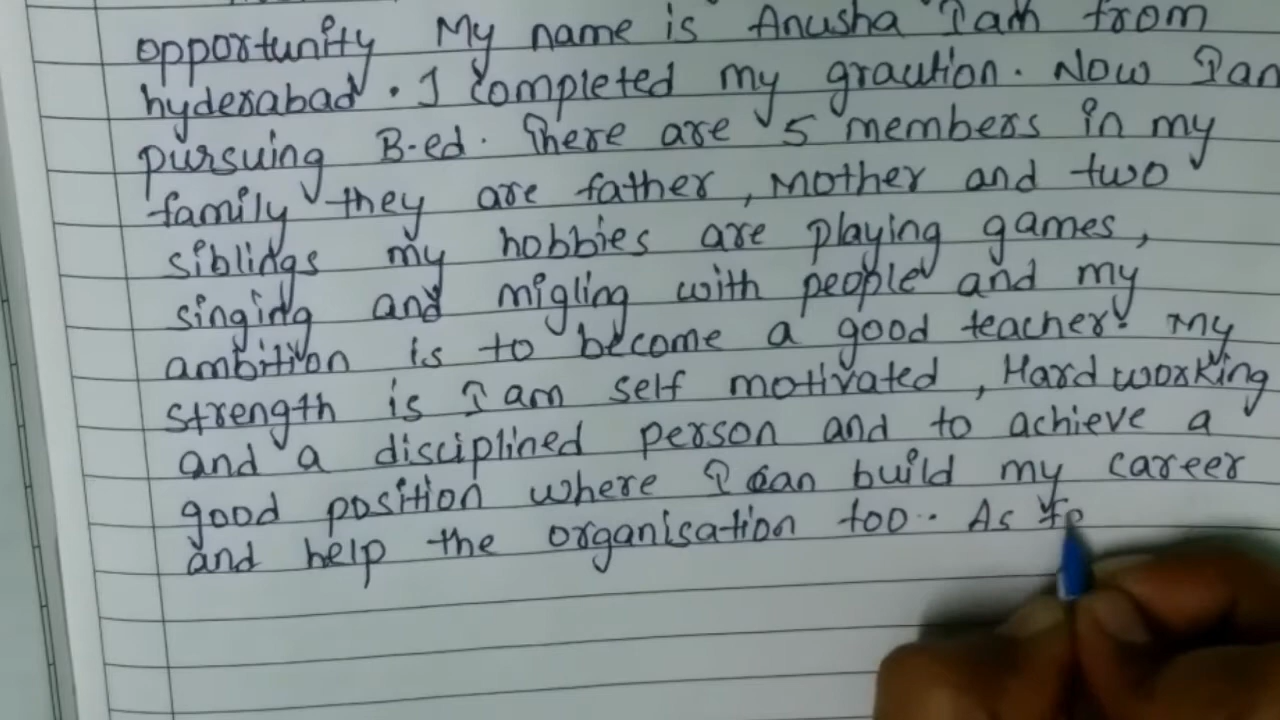 opportunity My name is Anusha I am from
hyderabad. I completed my graution. Now I am
pursuing B-ed. There are 5 members in my
family they are father, Mother and two
siblings my hobbies are playing games,
singing and migling with people and my
ambition is to become a good teacher. My
strength is I am self motivated, Hard working
and a disciplined person and to achieve a
good position where I can build my career
and help the organisation too.. As